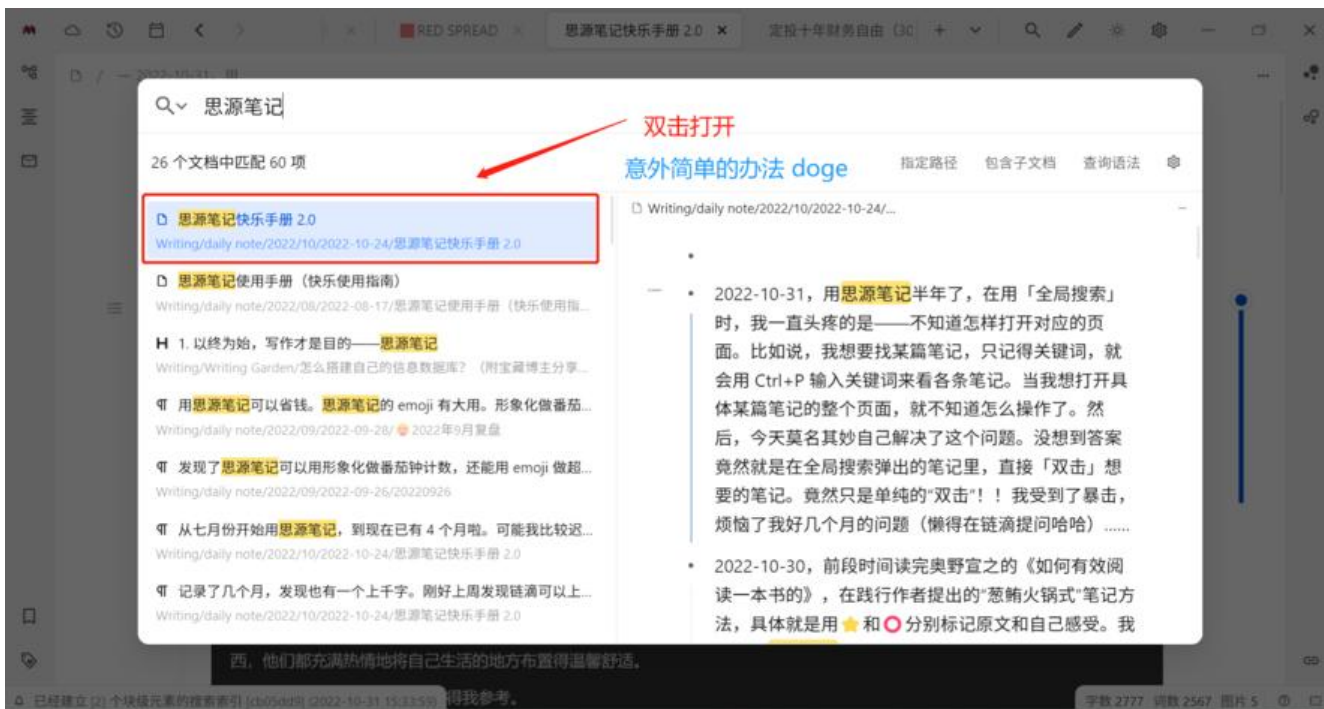 RED SPREAD
思源笔记快乐手册 2.0
定投十年财务自由（30
思源笔记
双击打开
意外简单的办法 doge
26 个文档中匹配 60 项
指定路径 包含子文档 查询语法
思源笔记快乐手册 2.0
Writing/daily note/2022/10/2022-10-24/思源笔记快乐手册 2.0
思源笔记使用手册（快乐使用指南）
Writing/daily note/2022/08/2022-08-17/思源笔记使用手册（快乐使用指...
H 1. 以终为始，写作才是目的——思源笔记
Writing/Writing Garden/怎么搭建自己的信息数据库？（附宝藏博主分享...
用思源笔记可以省钱。思源笔记的 emoji 有大用。形象化做番茄...
Writing/daily note/2022/09/2022-09-28/ 2022年9月复盘
发现了思源笔记可以用形象化做番茄钟计数，还能用 emoji 做超...
Writing/daily note/2022/09/2022-09-26/20220926
从七月份开始用思源笔记，到现在已有 4 个月啦。可能我比较迟...
Writing/daily note/2022/10/2022-10-24/思源笔记快乐手册 2.0
记录了几个月，发现也有一个上千字。刚好上周发现链滴可以上...
Writing/daily note/2022/10/2022-10-24/思源笔记快乐手册 2.0
Writing/daily note/2022/10/2022-10-24/...
2022-10-31，用思源笔记半年了，在用「全局搜索」
时，我一直头疼的是——不知道怎样打开对应的页
面。比如说，我想要找某篇笔记，只记得关键词，就
会用 Ctrl+P 输入关键词来看各条笔记。当我想打开具
体某篇笔记的整个页面，就不知道怎么操作了。然
后，今天莫名其妙自己解决了这个问题。没想到答案
竟然就是在全局搜索弹出的笔记里，直接「双击」想
要的笔记。竟然只是单纯的“双击“！！我受到了暴击，
烦恼了我好几个月的问题（懒得在链滴提问哈哈）……
2022-10-30，前段时间读完奥野宣之的《如何有效阅
读一本书的》，在践行作者提出的“葱鲔火锅式”笔记方
法，具体就是用⭐和⭕分别标记原文和自己感受。我
西，他们都充满热情地将自己生活的地方布置得温馨舒适。
得我参考。
已经建立 [2] 个块级元素的搜索索引 [cb05dd9] (2022-10-31 15:33:59)
字数 2777 词数 2567 图片 5